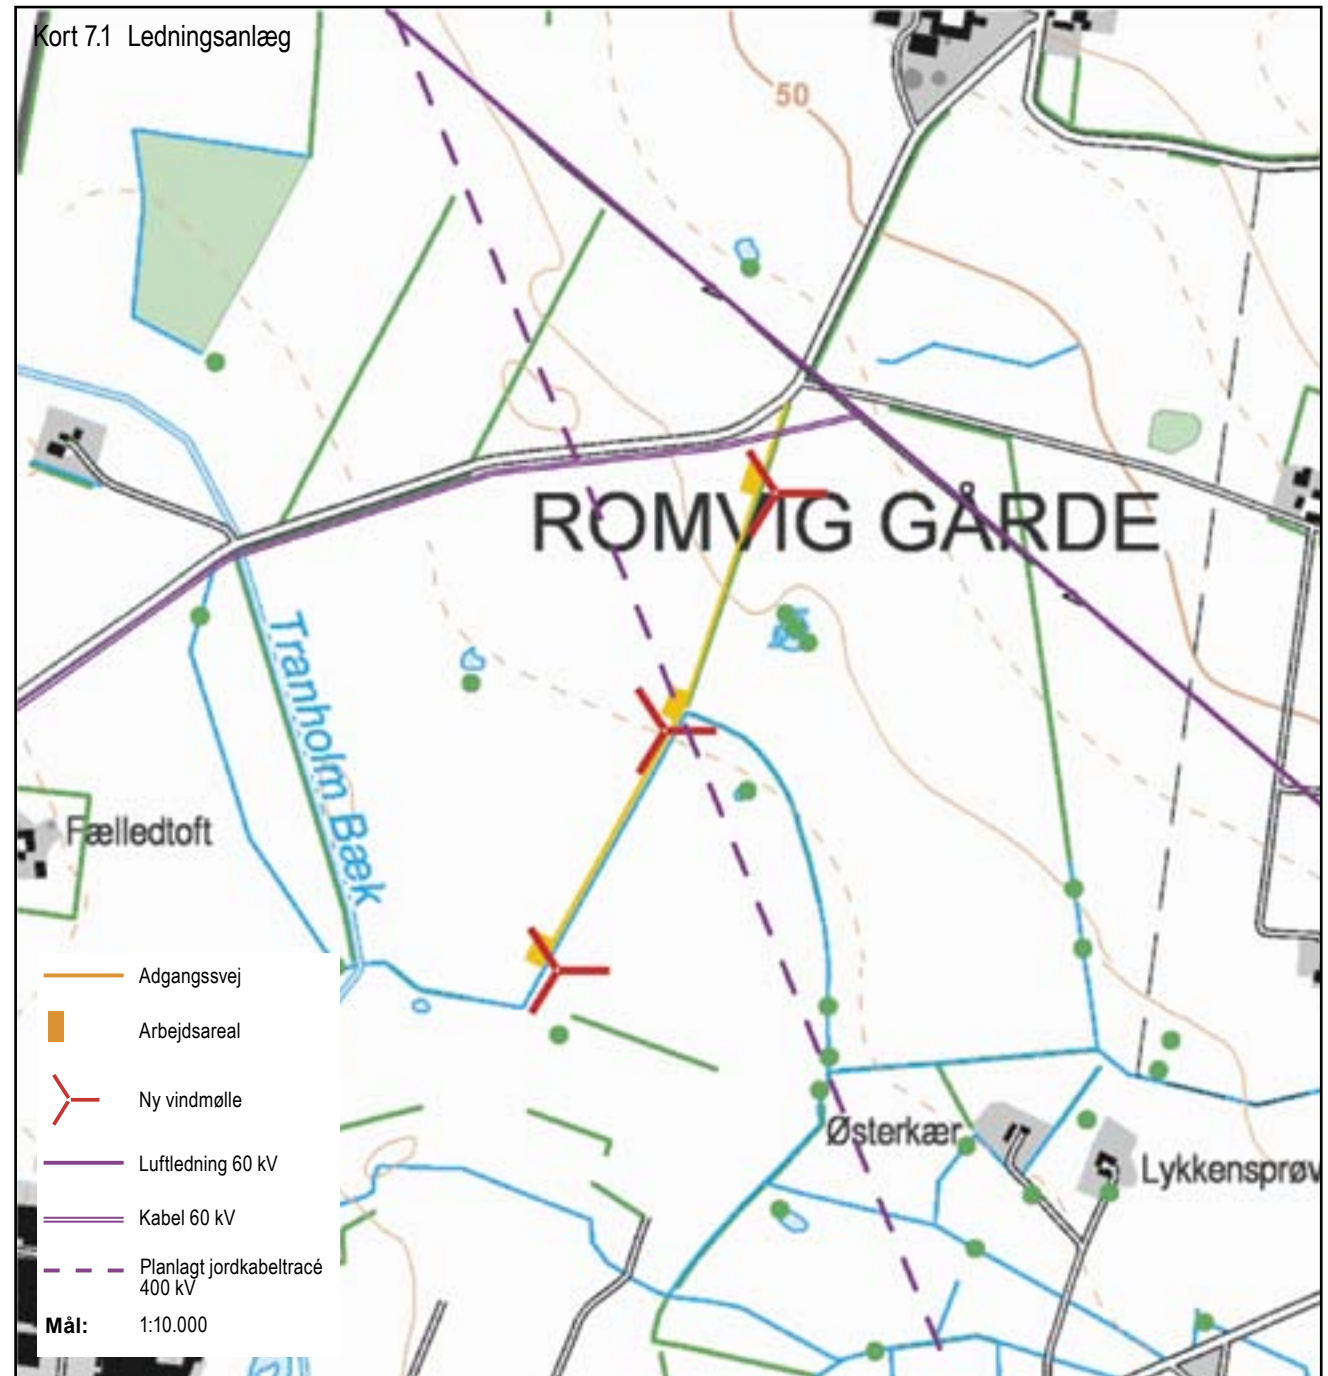 Kort 7.1 Ledningsanlæg
50
ROMVIG GÅRDE
Tranholm Bæk
Fælledtoft
Østerkær
Lykkensprøv
Adgangssvej
Arbejdsareal
Ny vindmølle
Luftledning 60 kV
Kabel 60 kV
Planlagt jordkabeltracé
400 kV
Mål: 1:10.000